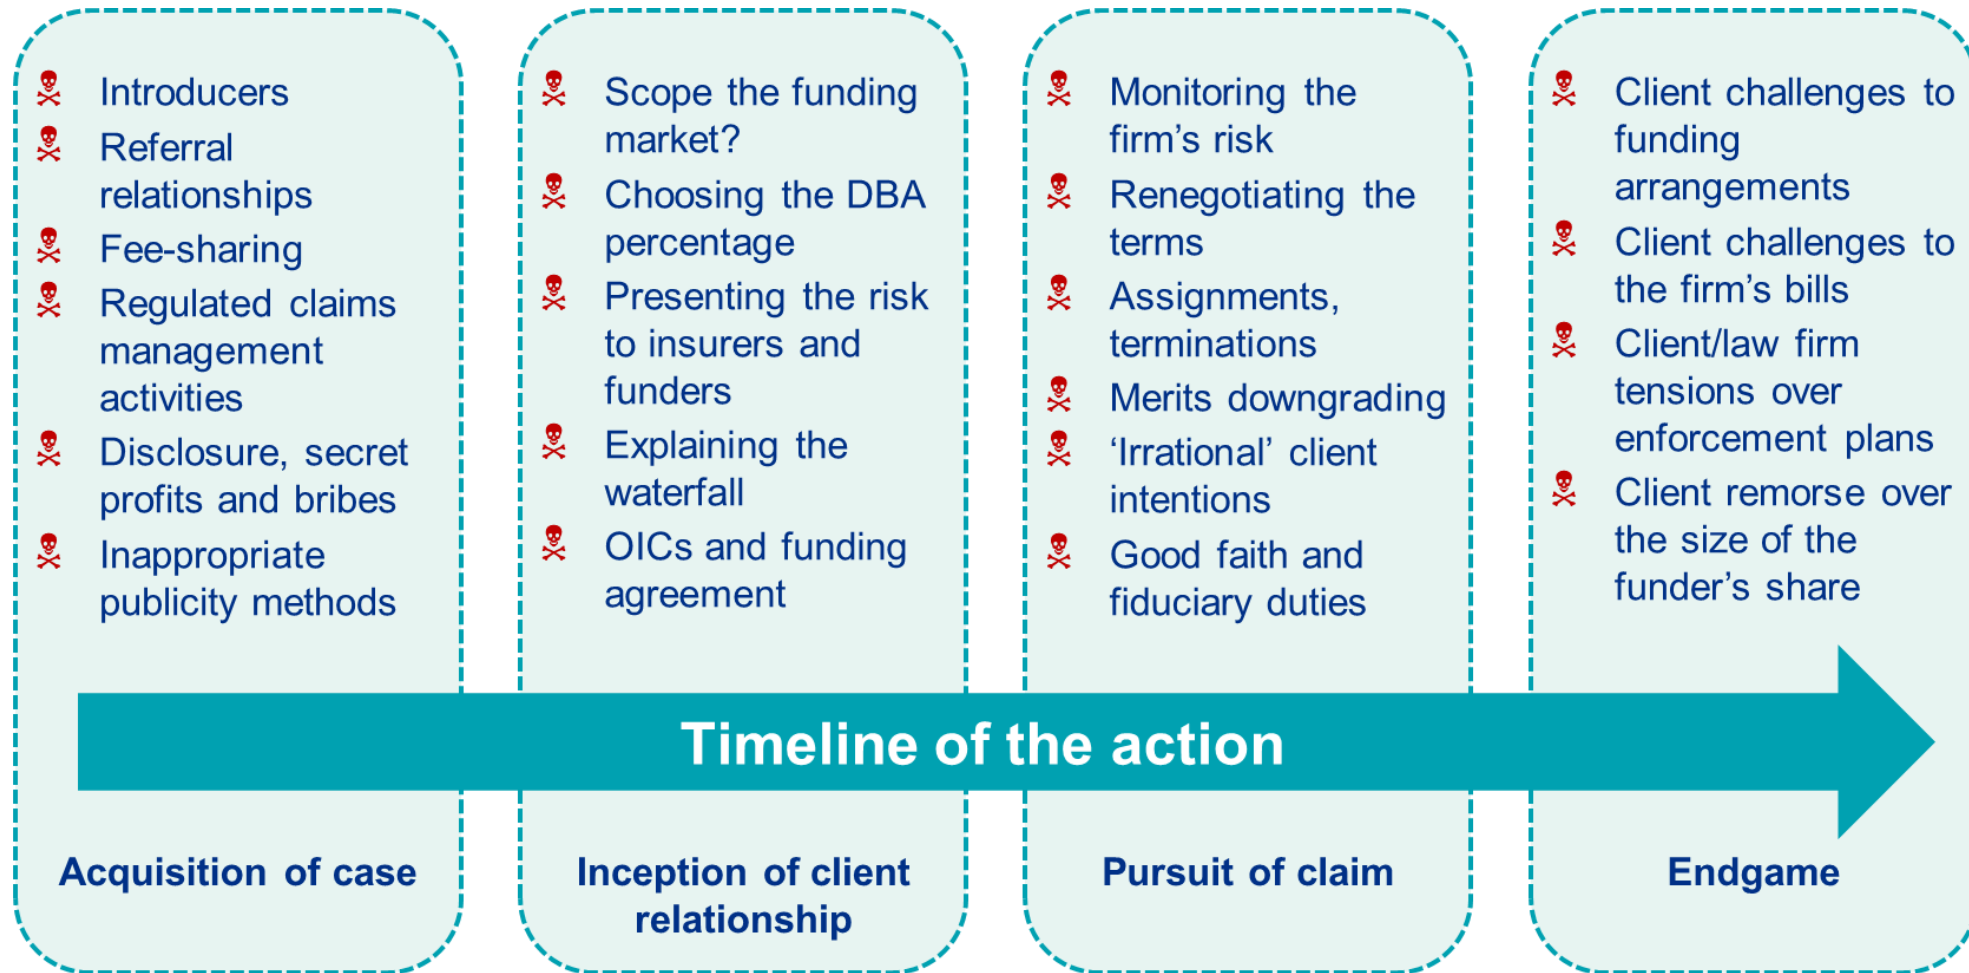 Introducers
Referral
relationships
Fee-sharing
Regulated claims
management
activities
Disclosure, secret
profits and bribes
Inappropriate
publicity methods
Scope the funding
market?
Choosing the DBA
percentage
Presenting the risk
to insurers and
funders
Explaining the
waterfall
OICs and funding
agreement
Monitoring the
firm’s risk
Renegotiating the
terms
Assignments,
terminations
Merits downgrading
‘Irrational’ client
intentions
Good faith and
fiduciary duties
Client challenges to
funding
arrangements
Client challenges to
the firm’s bills
Client/law firm
tensions over
enforcement plans
Client remorse over
the size of the
funder’s share
Timeline of the action
Acquisition of case
Inception of client
relationship
Pursuit of claim
Endgame